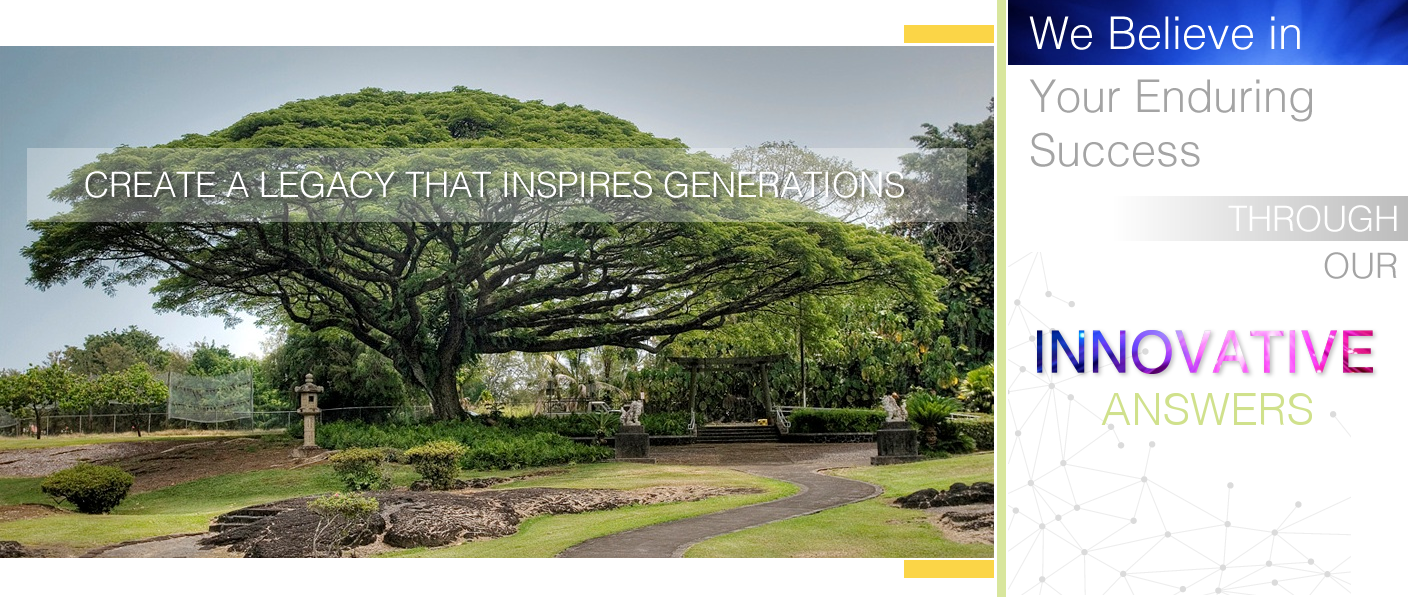 CREATE A LEGACY THAT INSPIRES GENERATIONS
We Believe in
Your Enduring
Success
THROUGH
OUR
INNOVATIVE
ANSWERS